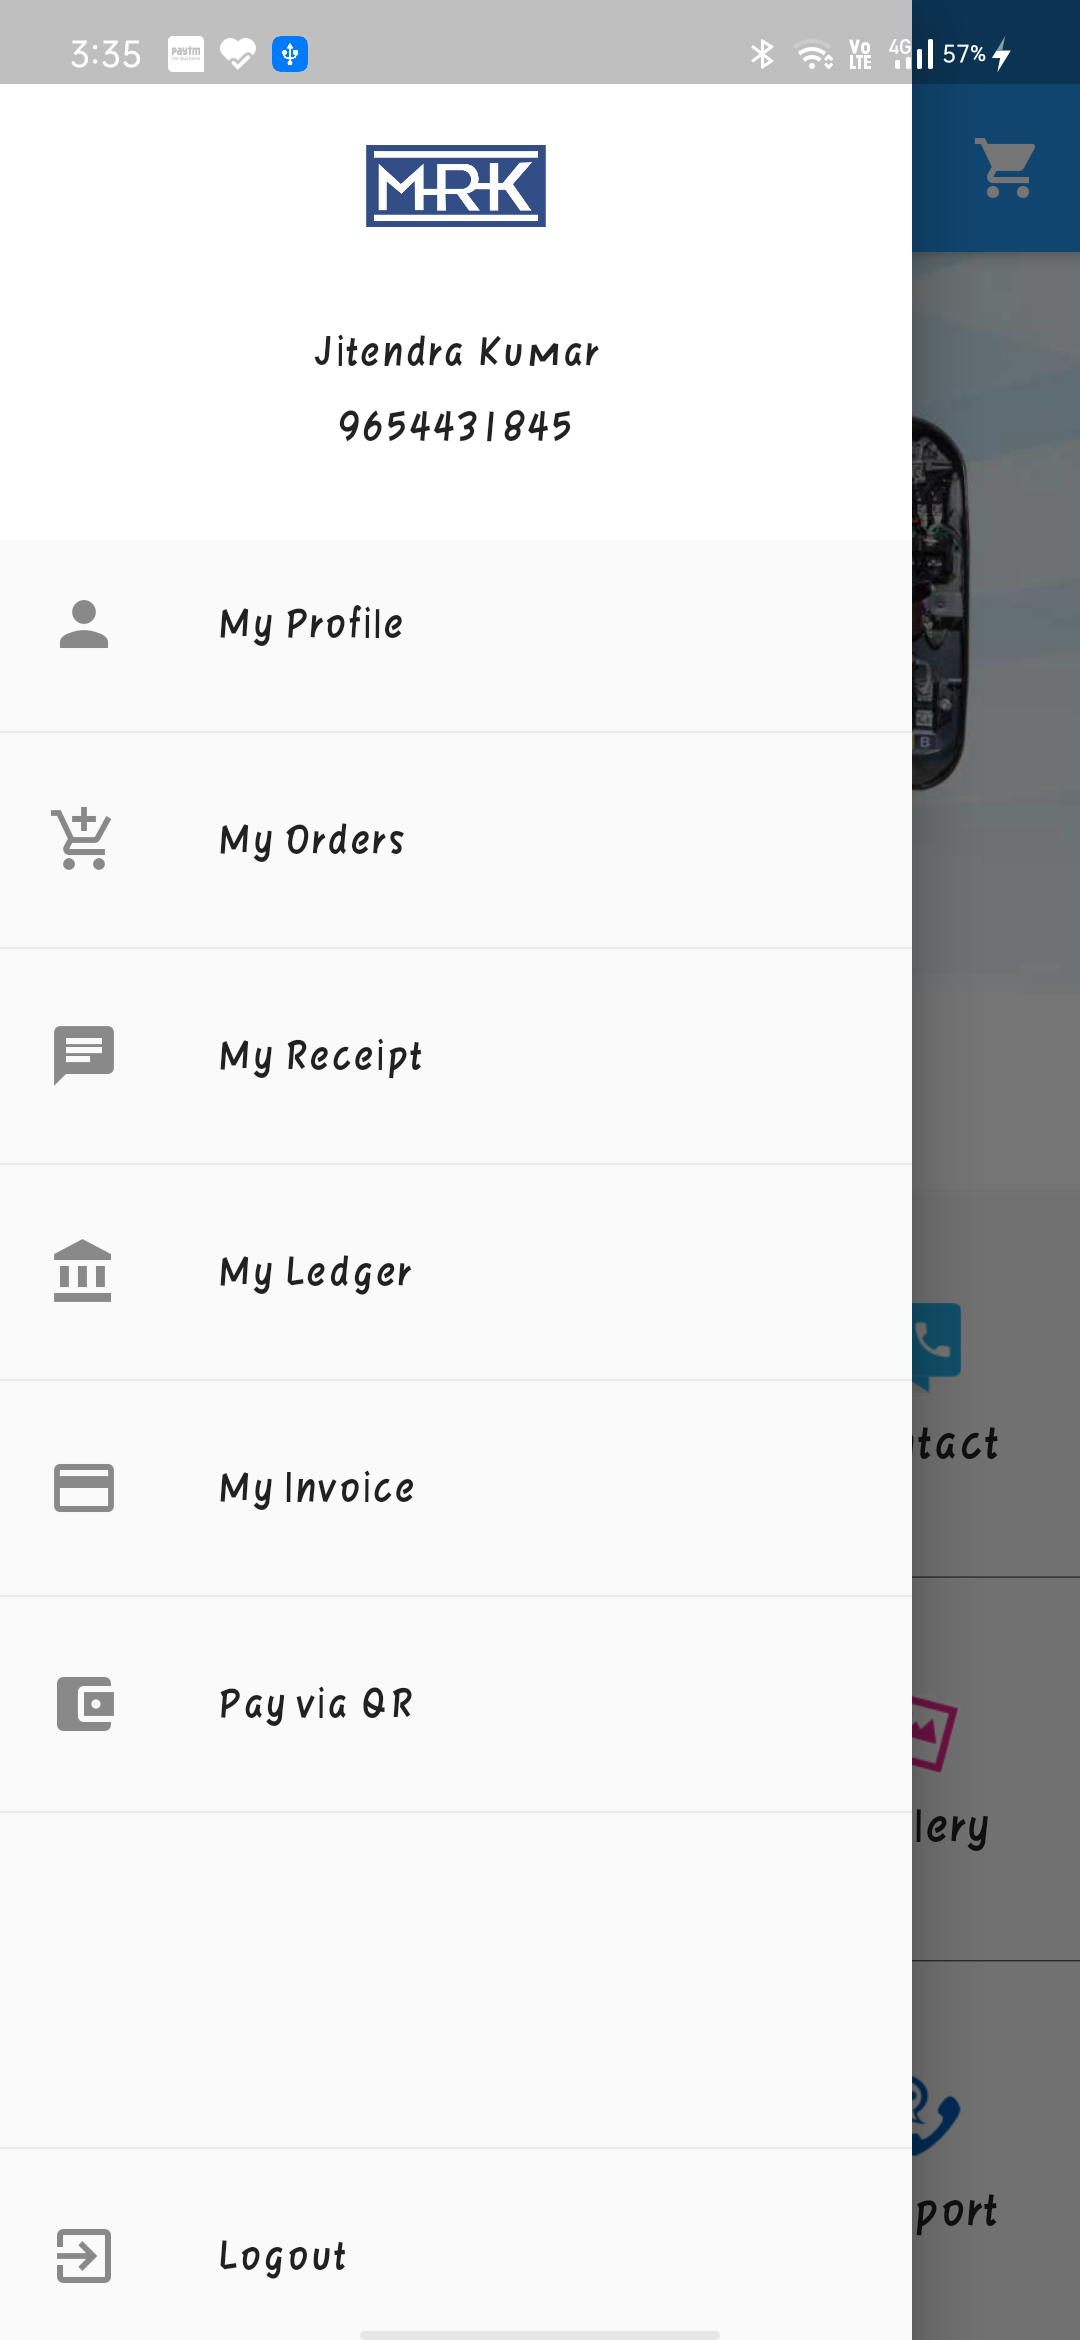 3:35
paytm
Vo
LTE
4G
57%
MRK
Jitendra Kumar
9654431845
My Profile
B
My Orders
My Receipt
My Ledger
tact
My Invoice
Pay via QR
lery
port
Logout